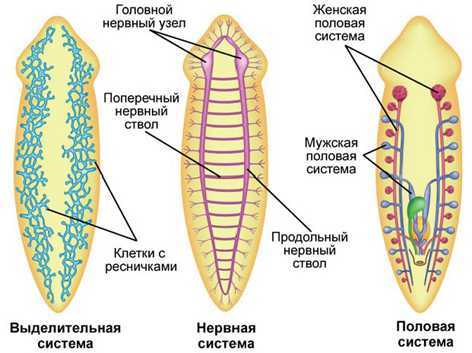 Головной
нервный узел
Женская
половая
система
Поперечный
нервный
ствол
Мужская
половая
система
Клетки с
ресничками
Продольный
нервный
ствол
Выделительная
система
Нервная
система
Половая
система